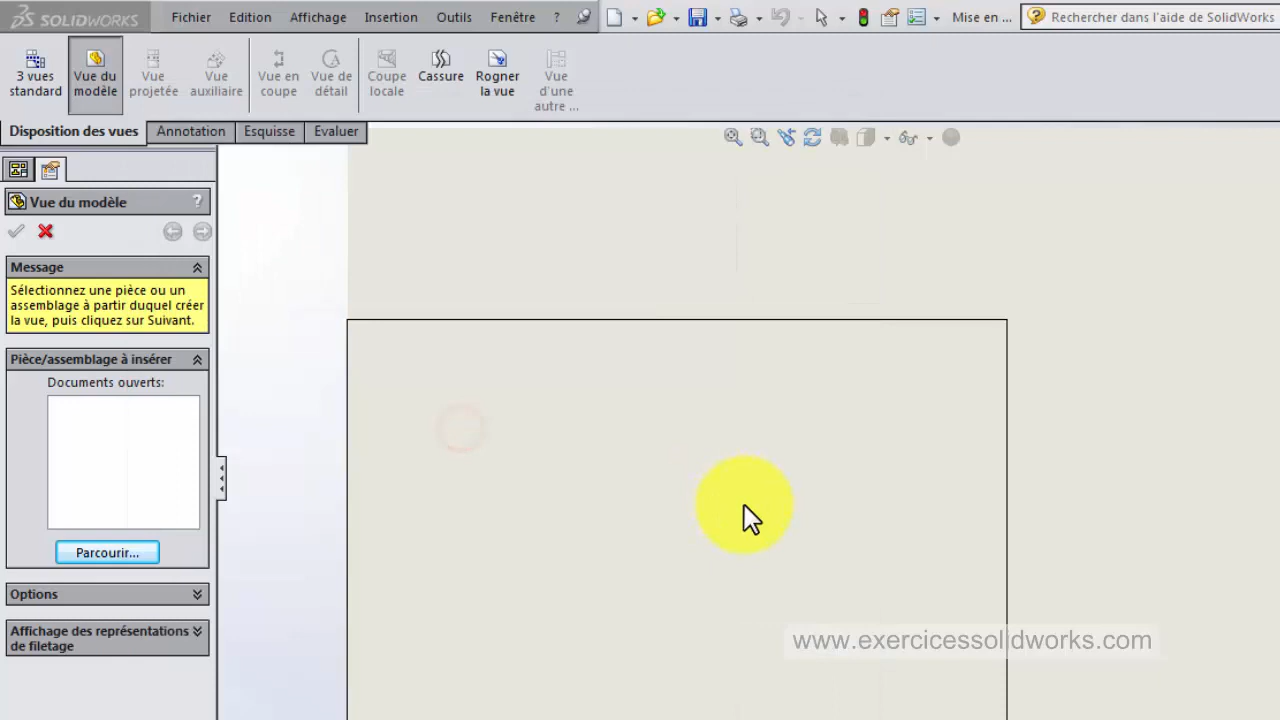 SOLIDWORKS
Fichier Edition Affichage Insertion Outils Fenêtre ?
Mise en ...
Rechercher dans l'aide de SolidWorks
3 vues standard
Vue du modèle
Vue projetée
Vue auxiliaire
Vue en coupe
Vue de détail
Coupe locale
Cassure
Rogner la vue
Vue d'une autre ...
Disposition des vues Annotation Esquisse Evaluer
Vue du modèle ?
Message
Sélectionnez une pièce ou un
assemblage à partir duquel créer
la vue, puis cliquez sur Suivant.
Pièce/assemblage à insérer
Documents ouverts:
Parcourir...
Options
Affichage des représentations
de filetage
www.exercicessolidworks.com